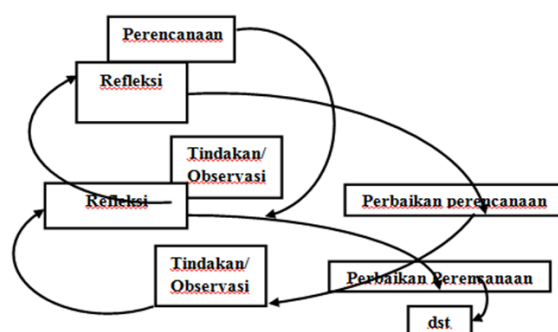 Perencanaan
Refleksi
Tindakan/
Observasi
Refleksi
Perbaikan perencanaan
Tindakan/
Observasi
Perbaikan Perencanaan
dst